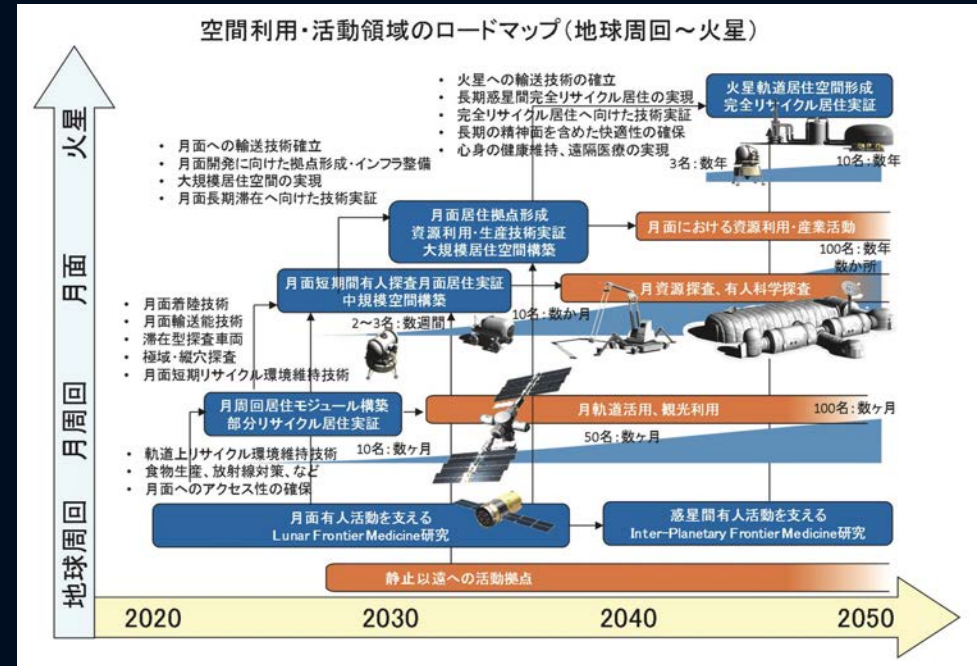 空間利用・活動領域のロードマップ（地球周回～火星）
火星
月面
月周回
地球周回
• 火星への輸送技術の確立
• 長期惑星間完全リサイクル居住の実現
• 完全リサイクル居住へ向けた技術実証
• 長期の精神面を含めた快適性の確保
• 心身の健康維持、遠隔医療の実現
火星軌道居住空間形成
完全リサイクル居住実証
3名：数年
10名：数年
• 月面への輸送技術確立
• 月面開発に向けた拠点形成・インフラ整備
• 大規模居住空間の実現
• 月面長期滞在へ向けた技術実証
月面居住拠点形成
資源利用・生産技術実証
大規模居住空間構築
月面における資源利用・産業活動
100名：数年
数か所
月面短期間有人探査月面居住実証
中規模空間構築
月資源探査、有人科学探査
2～3名：数週間
10名：数か月
• 月面着陸技術
• 月面輸送能技術
• 滞在型探査車両
• 極域・縦穴探査
• 月面短期リサイクル環境維持技術
月周回居住モジュール構築
部分リサイクル居住実証
月軌道活用、観光利用
100名：数ヶ月
50名：数ヶ月
10名：数ヶ月
• 軌道上リサイクル環境維持技術
• 食物生産、放射線対策、など
• 月面へのアクセス性の確保
月面有人活動を支える
Lunar Frontier Medicine研究
惑星間有人活動を支える
Inter-Planetary Frontier Medicine研究
静止以遠への活動拠点
2020
2030
2040
2050